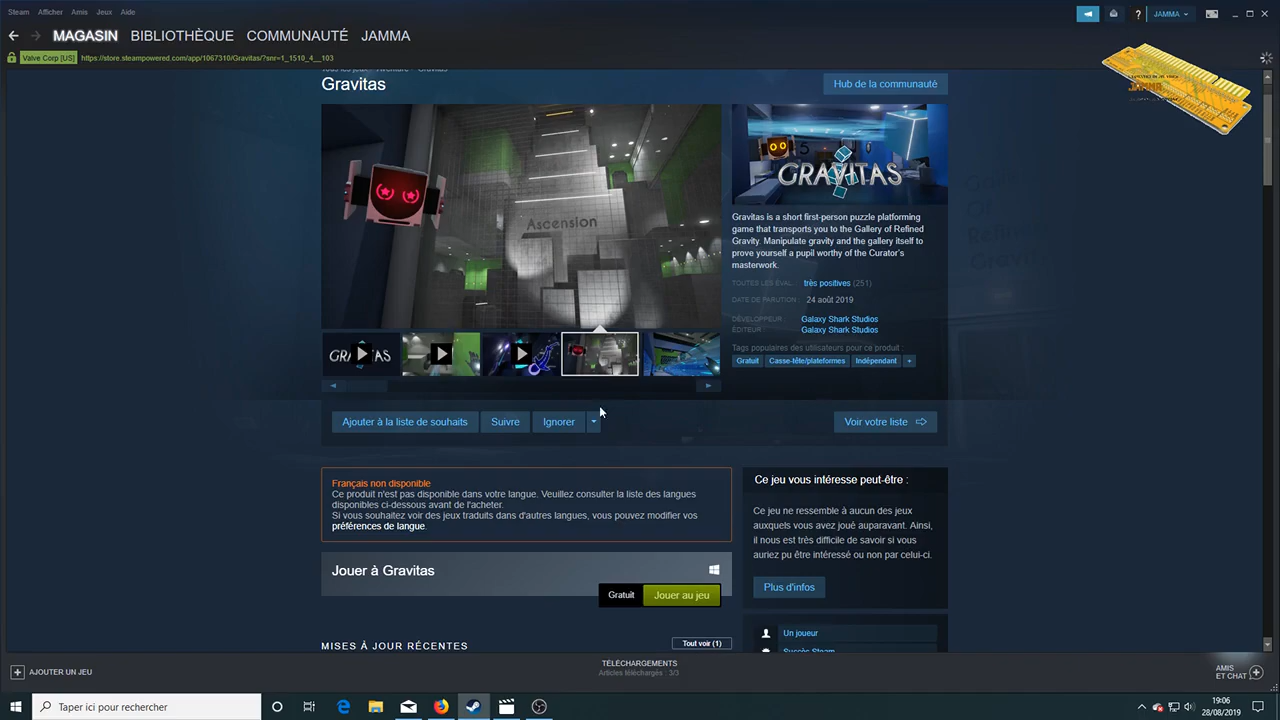 Steam Afficher Amis Jeux Aide
JAMMA
MAGASIN BIBLIOTHÈQUE COMMUNAUTÉ JAMMA
Valve Corp [US] https://store.steampowered.com/app/1067310/Gravitas/?snr=1_1510_4__103
JAMMA
Gravitas
Hub de la communauté
Ascension
GRAVITAS
Gravitas is a short first-person puzzle platforming
game that transports you to the Gallery of Refined
Gravity. Manipulate gravity and the gallery itself to
prove yourself a pupil worthy of the Curator's
masterwork.
TOUTES LES ÉVAL. : très positives (251)
DATE DE PARUTION : 24 août 2019
DÉVELOPPEUR : Galaxy Shark Studios
ÉDITEUR : Galaxy Shark Studios
Tags populaires des utilisateurs pour ce produit :
Gratuit Casse-tête/plateformes Indépendant +
Ajouter à la liste de souhaits Suivre Ignorer
Voir votre liste
Français non disponible
Ce produit n'est pas disponible dans votre langue. Veuillez consulter la liste des langues
disponibles ci-dessous avant de l'acheter.
Si vous souhaitez voir des jeux traduits dans d'autres langues, vous pouvez modifier vos
préférences de langue.
Ce jeu vous intéresse peut-être :
Ce jeu ne ressemble à aucun des jeux
auxquels vous avez joué auparavant. Ainsi,
il nous est très difficile de savoir si vous
auriez pu être intéressé ou non par celui-ci.
Plus d'infos
Jouer à Gravitas
Gratuit Jouer au jeu
Un joueur
Succès Steam
MISES À JOUR RÉCENTES
Tout voir (1)
AJOUTER UN JEU
TÉLÉCHARGEMENTS
Articles téléchargés : 3/3
AMIS
ET CHAT
Taper ici pour rechercher
19:06
28/08/2019